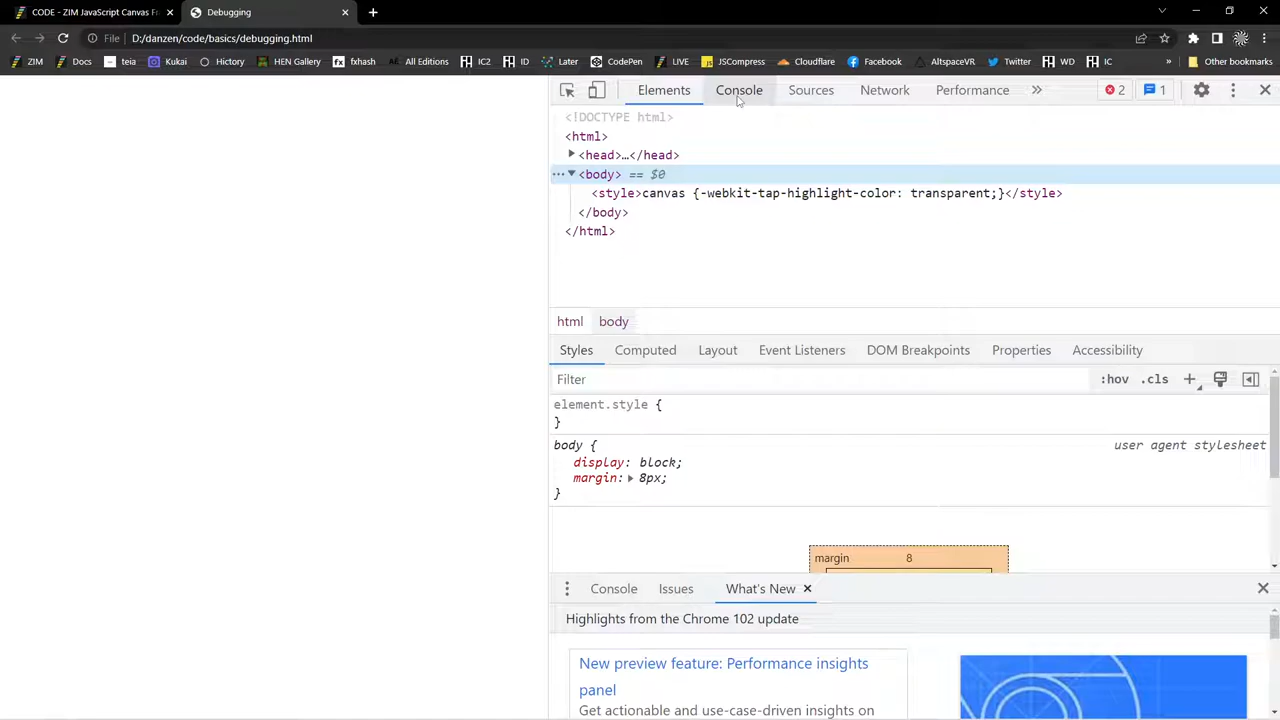 CODE - ZIM JavaScript Canvas Fra
Debugging
File D:/danzen/code/basics/debugging.html
ZIM Docs teia Kukai Hictory HEN Gallery fxhash All Editions IC2 ID Later CodePen LIVE JSCompress Cloudflare Facebook AltspaceVR Twitter WD IC » Other bookmarks
Elements Console Sources Network Performance » 2 1
<!DOCTYPE html>
<html>
<head>…</head>
<body> == $0
<style>canvas {-webkit-tap-highlight-color: transparent;}</style>
</body>
</html>
html body
Styles Computed Layout Event Listeners DOM Breakpoints Properties Accessibility
Filter :hov .cls +
element.style {
}
body { user agent stylesheet
display: block;
margin: 8px;
}
margin 8
Console Issues What's New
Highlights from the Chrome 102 update
New preview feature: Performance insights
panel
Get actionable and use-case-driven insights on